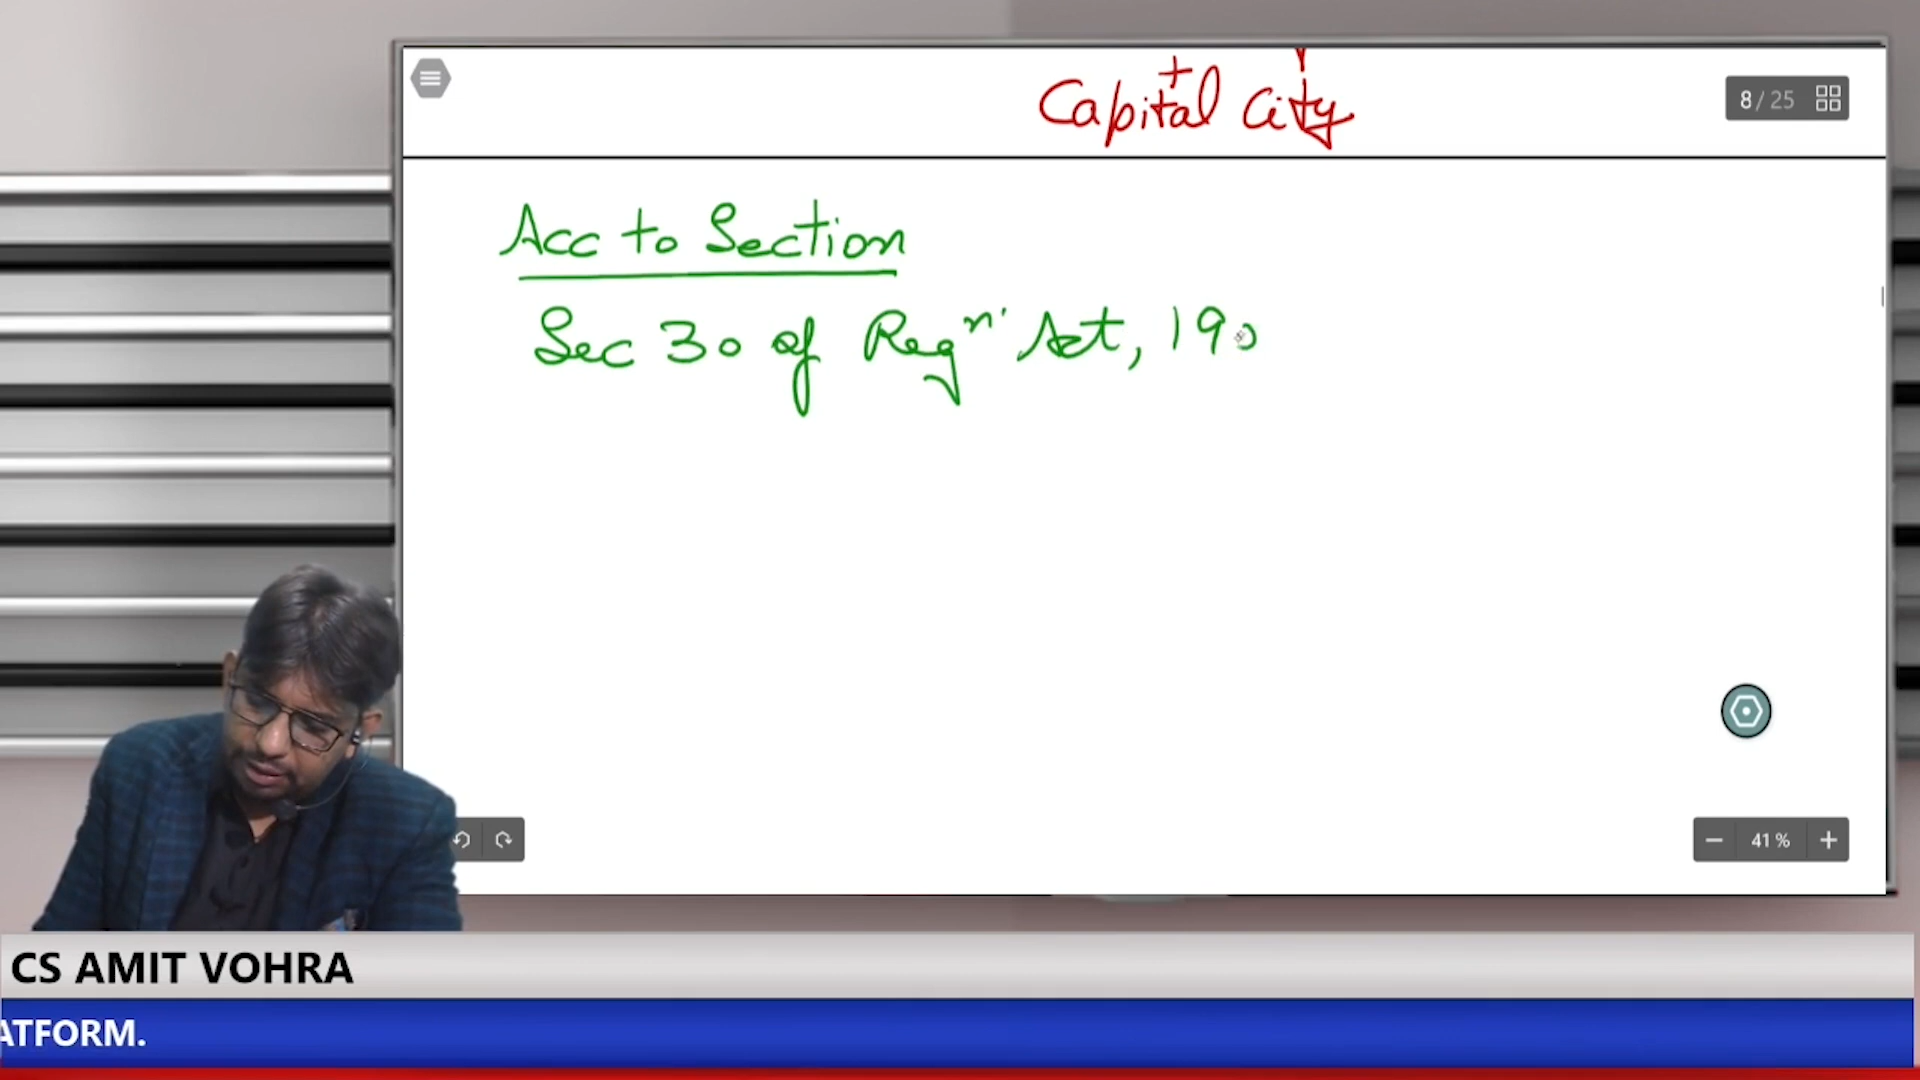 +
Capital City
8 / 25
Acc to Section
Sec 30 of Regn. Act, 190
41 %
CS AMIT VOHRA
ATFORM.